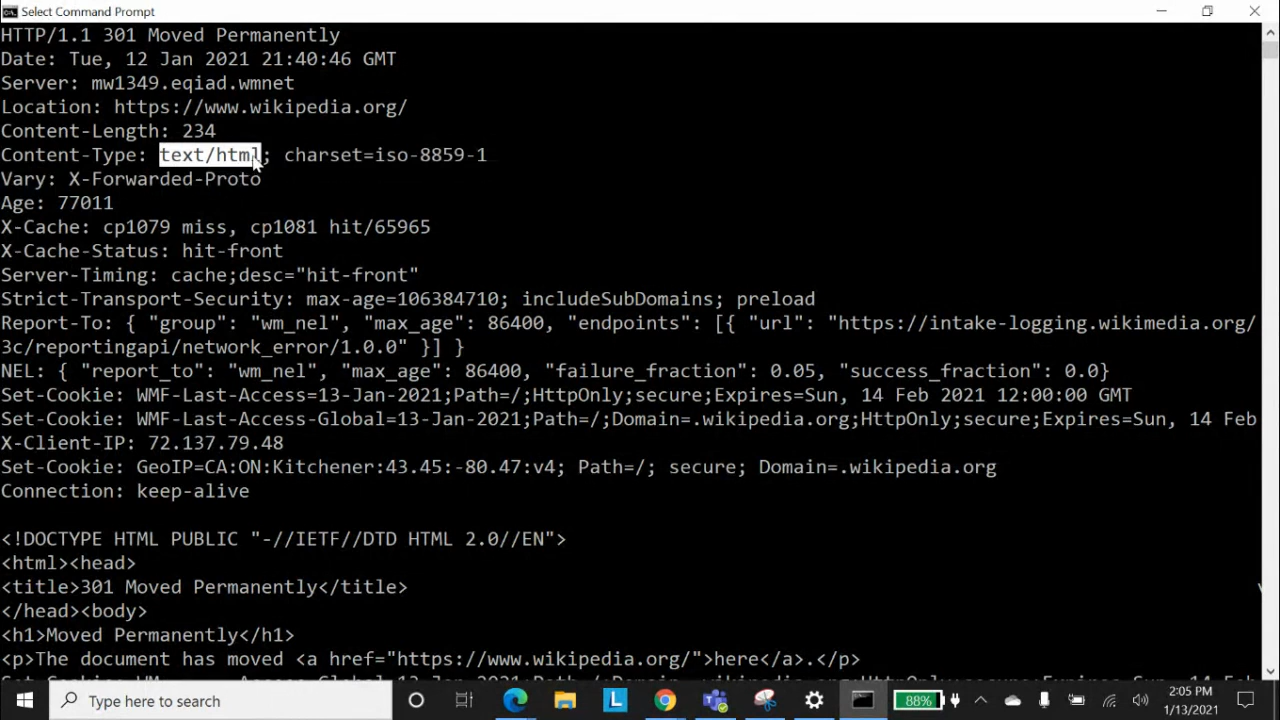 Select Command Prompt
HTTP/1.1 301 Moved Permanently
Date: Tue, 12 Jan 2021 21:40:46 GMT
Server: mw1349.eqiad.wmnet
Location: https://www.wikipedia.org/
Content-Length: 234
Content-Type: text/html; charset=iso-8859-1
Vary: X-Forwarded-Proto
Age: 77011
X-Cache: cp1079 miss, cp1081 hit/65965
X-Cache-Status: hit-front
Server-Timing: cache;desc="hit-front"
Strict-Transport-Security: max-age=106384710; includeSubDomains; preload
Report-To: { "group": "wm_nel", "max_age": 86400, "endpoints": [{ "url": "https://intake-logging.wikimedia.org/
3c/reportingapi/network_error/1.0.0" }] }
NEL: { "report_to": "wm_nel", "max_age": 86400, "failure_fraction": 0.05, "success_fraction": 0.0}
Set-Cookie: WMF-Last-Access=13-Jan-2021;Path=/;HttpOnly;secure;Expires=Sun, 14 Feb 2021 12:00:00 GMT
Set-Cookie: WMF-Last-Access-Global=13-Jan-2021;Path=/;Domain=.wikipedia.org;HttpOnly;secure;Expires=Sun, 14 Feb
X-Client-IP: 72.137.79.48
Set-Cookie: GeoIP=CA:ON:Kitchener:43.45:-80.47:v4; Path=/; secure; Domain=.wikipedia.org
Connection: keep-alive
<!DOCTYPE HTML PUBLIC "-//IETF//DTD HTML 2.0//EN">
<html><head>
<title>301 Moved Permanently</title>
</head><body>
<h1>Moved Permanently</h1>
<p>The document has moved <a href="https://www.wikipedia.org/">here</a>.</p>
Type here to search
L
88%
2:05 PM
1/13/2021